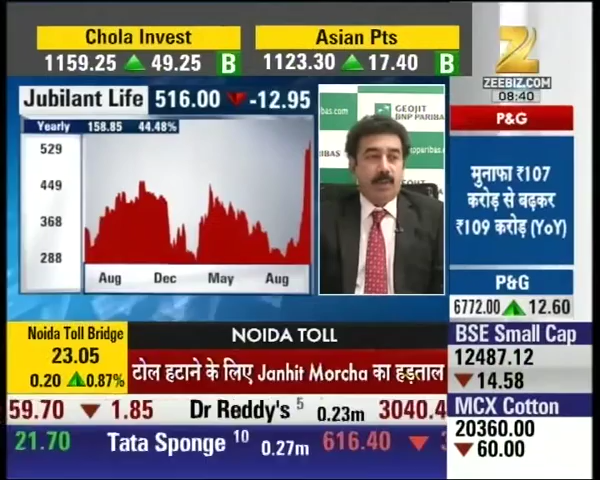 Chola Invest
1159.25 49.25 B
Asian Pts
1123.30 17.40 B
ZEEBIZ.COM
08:40
Jubilant Life 516.00 -12.95
Yearly 158.85 44.48%
529
449
368
288
Aug Dec May Aug
GEOJIT
BNP PARIBA
P&G
मुनाफा ₹107
करोड़ से बढ़कर
₹109 करोड़ (YoY)
P&G
6772.00 12.60
Noida Toll Bridge
23.05
0.20 0.87%
NOIDA TOLL
टोल हटाने के लिए Janhit Morcha का हड़ताल
BSE Small Cap
12487.12
14.58
MCX Cotton
20360.00
60.00
59.70 1.85 Dr Reddy's 5 0.23m 3040.4
21.70 Tata Sponge 10 0.27m 616.40